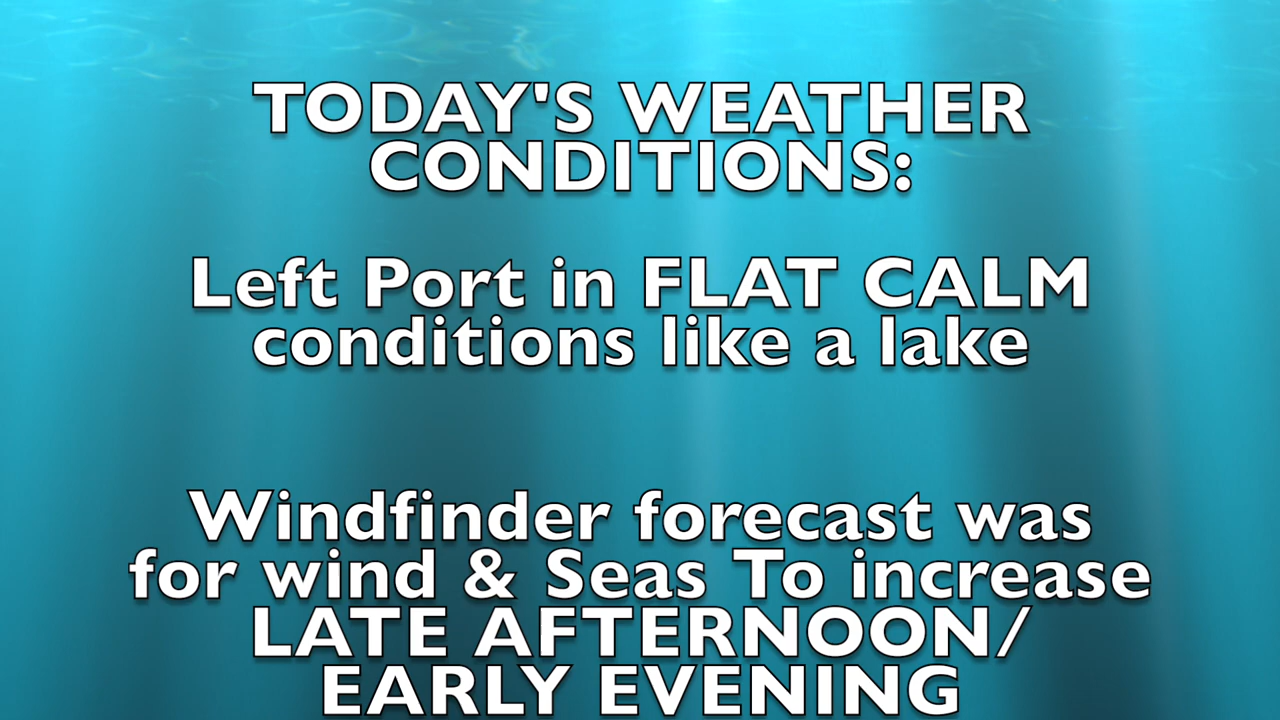 TODAY'S WEATHER
CONDITIONS:
Left Port in FLAT CALM
conditions like a lake
Windfinder forecast was
for wind & Seas To increase
LATE AFTERNOON/
EARLY EVENING